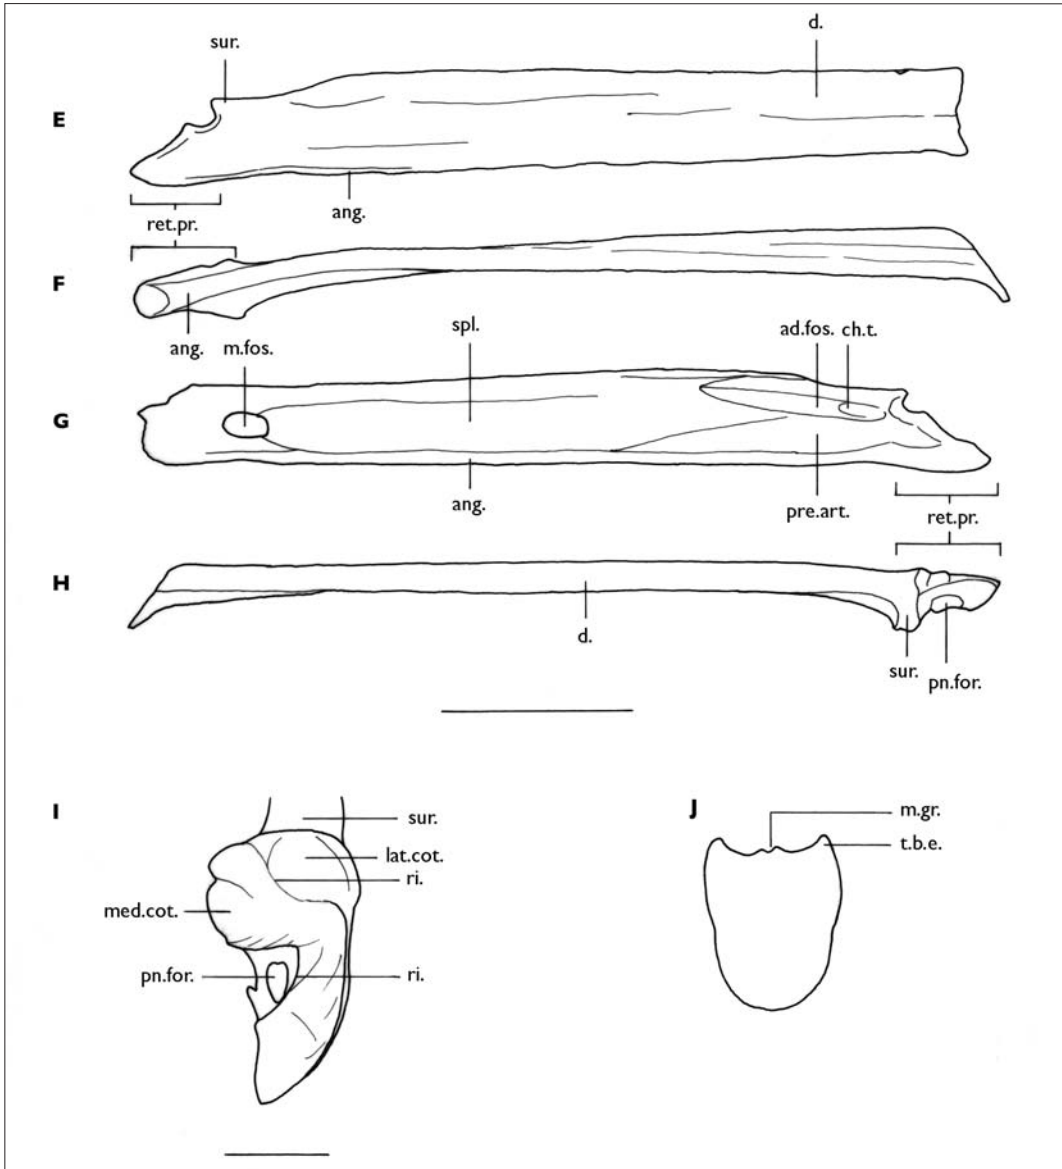 d.
sur.
E
ang.
ret.pr.
F
ang. m.fos. spl. ad.fos. ch.t.
G
ang. pre.art.
ret.pr.
H
d.
sur. pn.for.
I J
m.gr.
sur.
t.b.e.
lat.cot.
ri.
med.cot.
pn.for. ri.